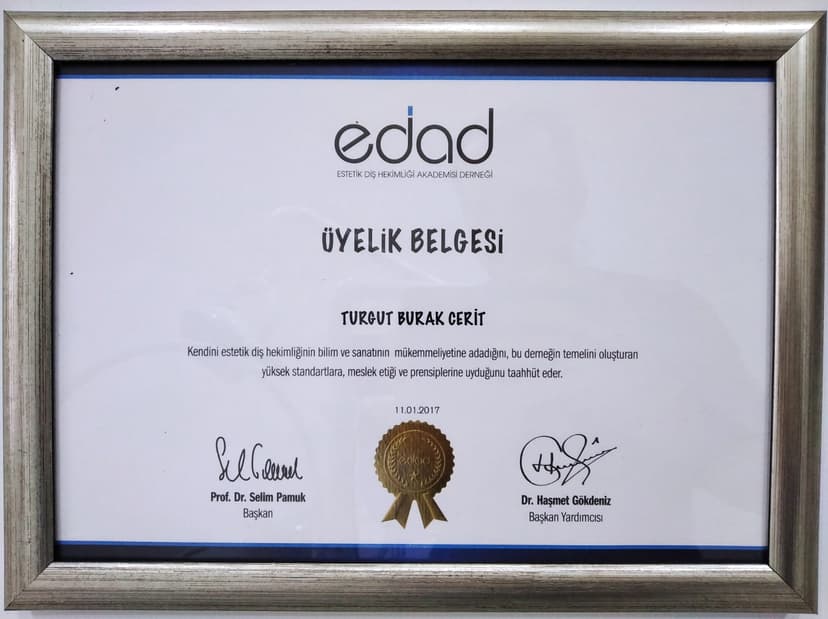 edad
ESTETİK DİŞ HEKİMLİĞİ AKADEMİSİ DERNEĞİ
ÜYELİK BELGESİ
TURGUT BURAK CERİT
Kendini estetik diş hekimliğinin bilim ve sanatının mükemmeliyetine adadığını, bu derneğin temelini oluşturan
yüksek standartlara, meslek etiği ve prensiplerine uyduğunu taahhüt eder.
11.01.2017
edad
Prof. Dr. Selim Pamuk
Başkan
Dr. Haşmet Gökdeniz
Başkan Yardımcısı